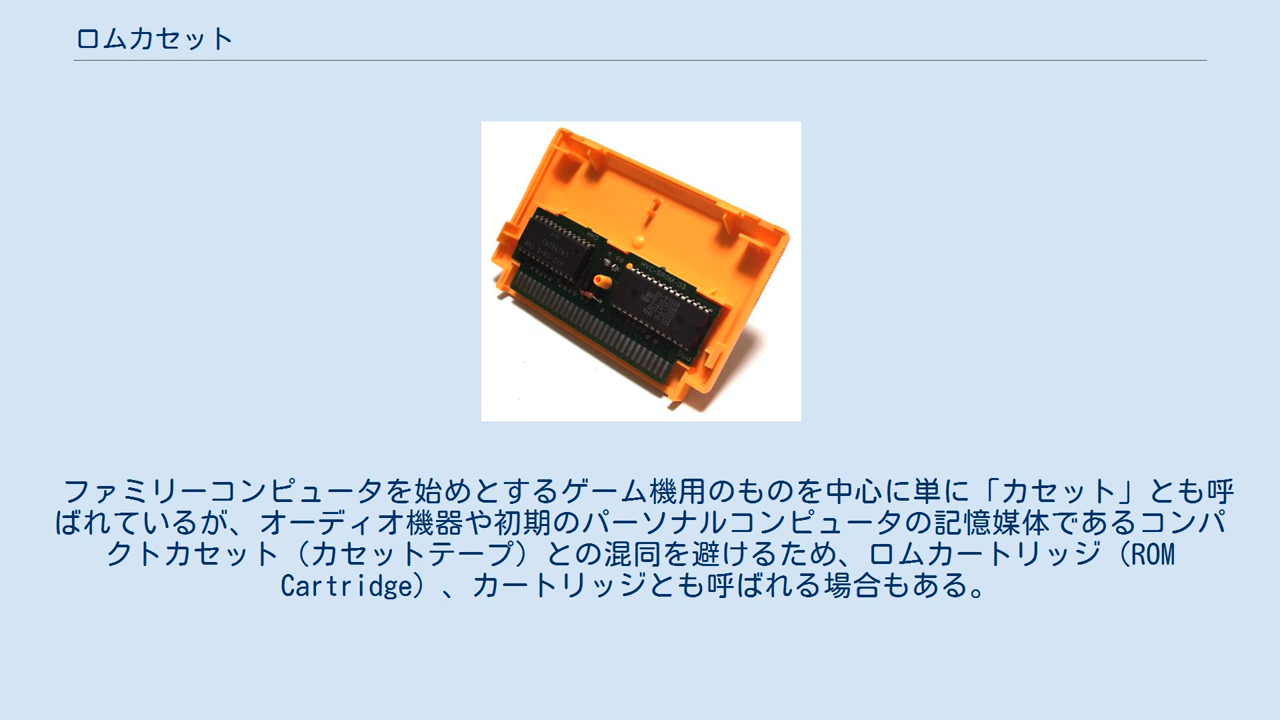 ロムカセット
HVC-SROM-03
ファミリーコンピュータを始めとするゲーム機用のものを中心に単に「カセット」とも呼
ばれているが、オーディオ機器や初期のパーソナルコンピュータの記憶媒体であるコンパ
クトカセット（カセットテープ）との混同を避けるため、ロムカートリッジ（ROM
Cartridge）、カートリッジとも呼ばれる場合もある。